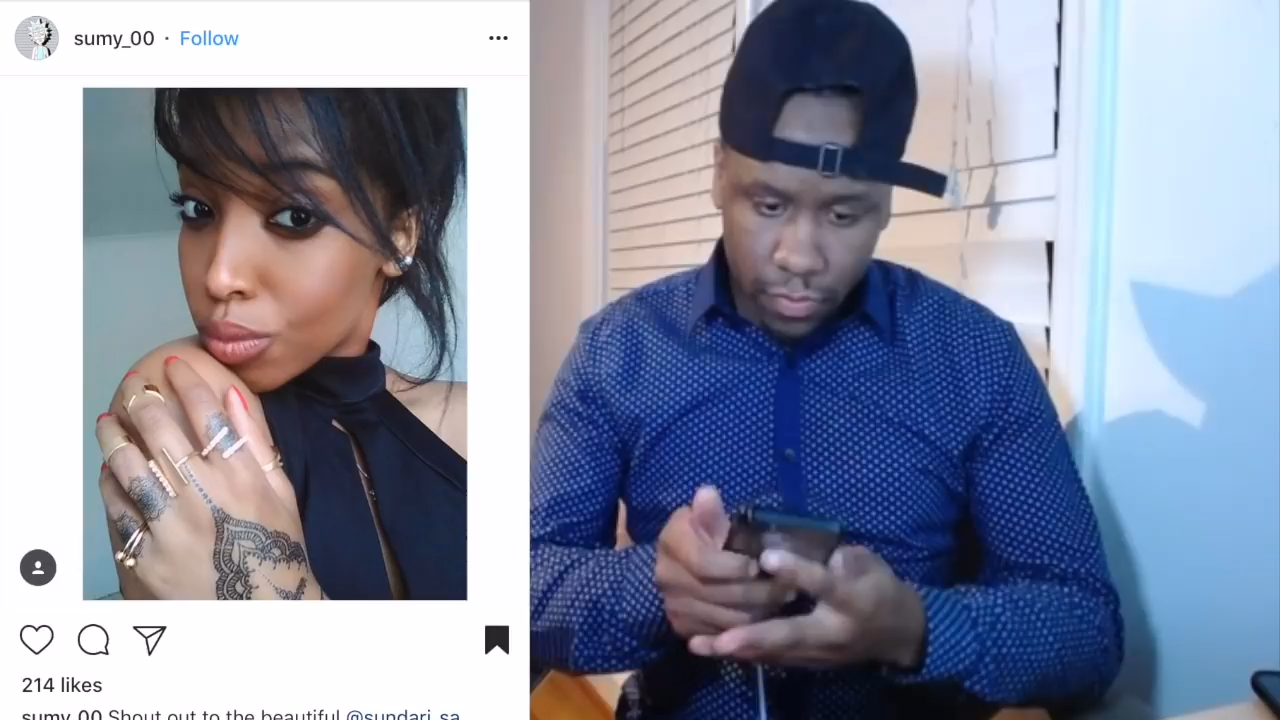 sumy_00 · Follow
214 likes
sumy_00 Shout out to the beautiful @sundari_sa